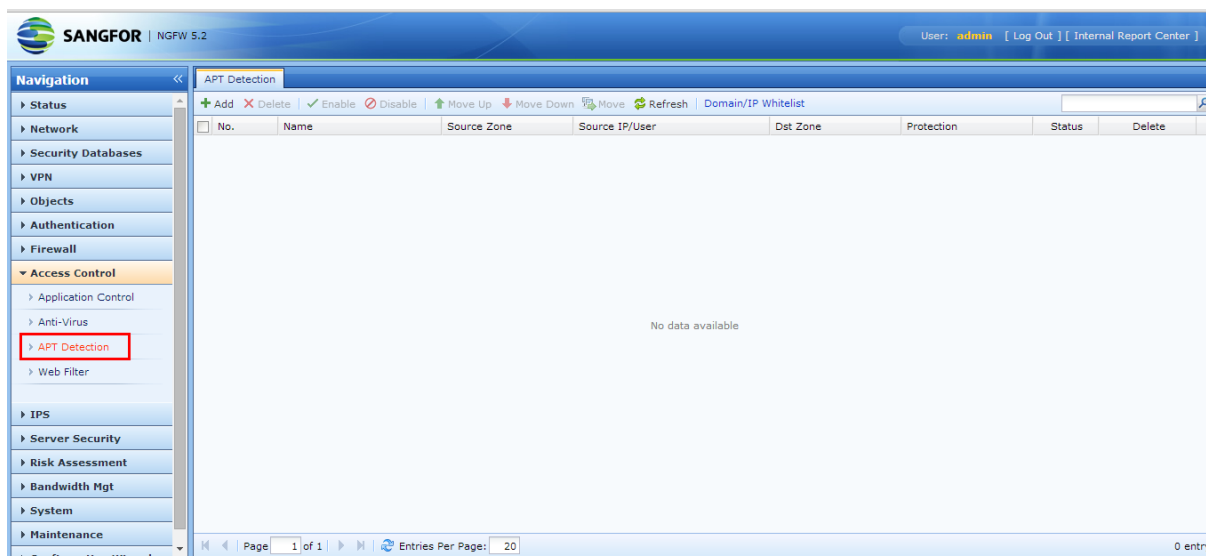 SANGFOR | NGFW 5.2
User: admin [ Log Out ] [ Internal Report Center ]
Navigation «
Status
Network
Security Databases
VPN
Objects
Authentication
Firewall
Access Control
Application Control
Anti-Virus
APT Detection
Web Filter
IPS
Server Security
Risk Assessment
Bandwidth Mgt
System
Maintenance
APT Detection
Add Delete Enable Disable Move Up Move Down Move Refresh Domain/IP Whitelist
No. Name Source Zone Source IP/User Dst Zone Protection Status Delete
No data available
Page 1 of 1 Entries Per Page: 20
0 entr